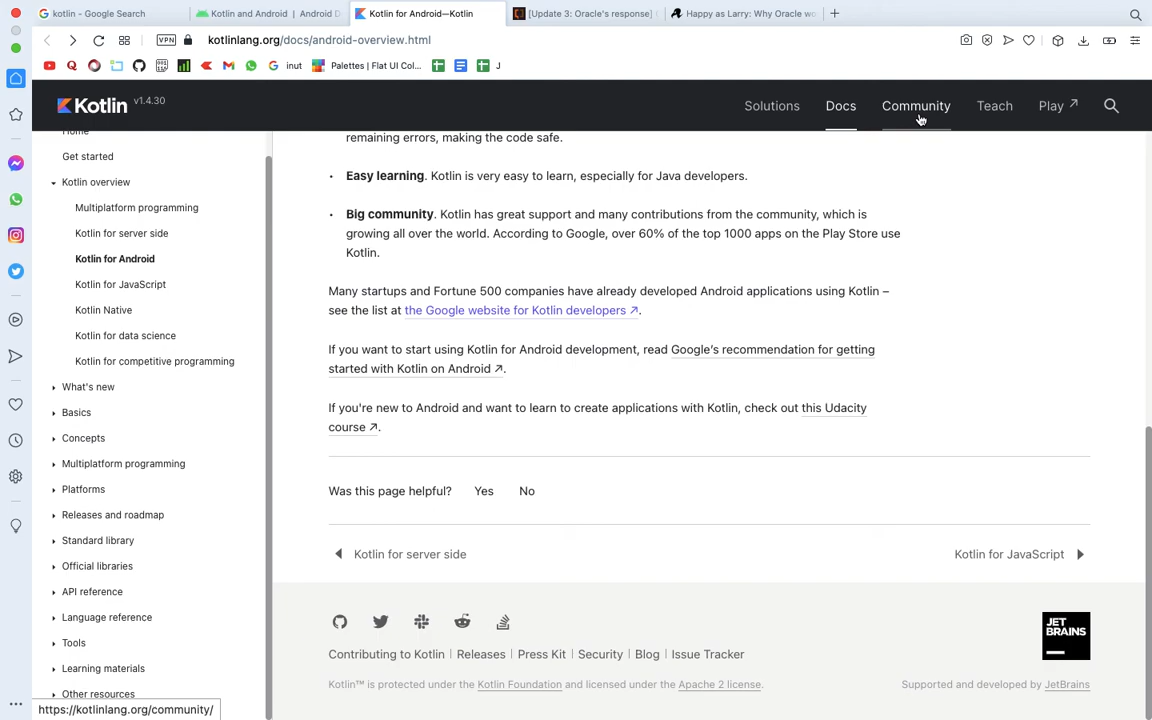 kotlin - Google Search
Kotlin and Android | Android D
Kotlin for Android—Kotlin
[Update 3: Oracle's response]
Happy as Larry: Why Oracle wo
VPN
kotlinlang.org/docs/android-overview.html
inut
Palettes | Flat UI Col...
J
Kotlin v1.4.30
Solutions
Docs
Community
Teach
Play
Home
Get started
Kotlin overview
Multiplatform programming
Kotlin for server side
Kotlin for Android
Kotlin for JavaScript
Kotlin Native
Kotlin for data science
Kotlin for competitive programming
What's new
Basics
Concepts
Multiplatform programming
Platforms
Releases and roadmap
Standard library
Official libraries
API reference
Language reference
Tools
Learning materials
Other resources
https://kotlinlang.org/community/
remaining errors, making the code safe.
• Easy learning. Kotlin is very easy to learn, especially for Java developers.
• Big community. Kotlin has great support and many contributions from the community, which is
growing all over the world. According to Google, over 60% of the top 1000 apps on the Play Store use
Kotlin.
Many startups and Fortune 500 companies have already developed Android applications using Kotlin –
see the list at the Google website for Kotlin developers ↗.
If you want to start using Kotlin for Android development, read Google's recommendation for getting
started with Kotlin on Android ↗.
If you're new to Android and want to learn to create applications with Kotlin, check out this Udacity
course ↗.
Was this page helpful? Yes No
Kotlin for server side
Kotlin for JavaScript
Contributing to Kotlin | Releases | Press Kit | Security | Blog | Issue Tracker
Kotlin™ is protected under the Kotlin Foundation and licensed under the Apache 2 license.
JET
BRAINS
Supported and developed by JetBrains